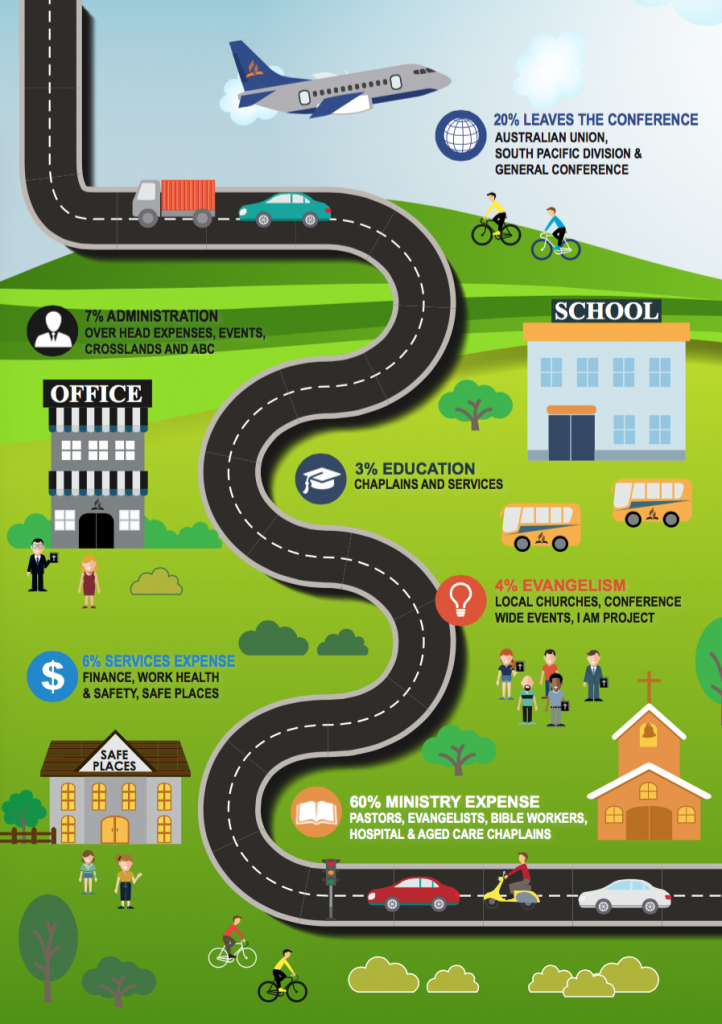 20% LEAVES THE CONFERENCE
AUSTRALIAN UNION,
SOUTH PACIFIC DIVISION &
GENERAL CONFERENCE
7% ADMINISTRATION
OVER HEAD EXPENSES, EVENTS,
CROSSLANDS AND ABC
SCHOOL
OFFICE
3% EDUCATION
CHAPLAINS AND SERVICES
4% EVANGELISM
LOCAL CHURCHES, CONFERENCE
WIDE EVENTS, I AM PROJECT
$
6% SERVICES EXPENSE
FINANCE, WORK HEALTH
& SAFETY, SAFE PLACES
SAFE
PLACES
60% MINISTRY EXPENSE
PASTORS, EVANGELISTS, BIBLE WORKERS,
HOSPITAL & AGED CARE CHAPLAINS